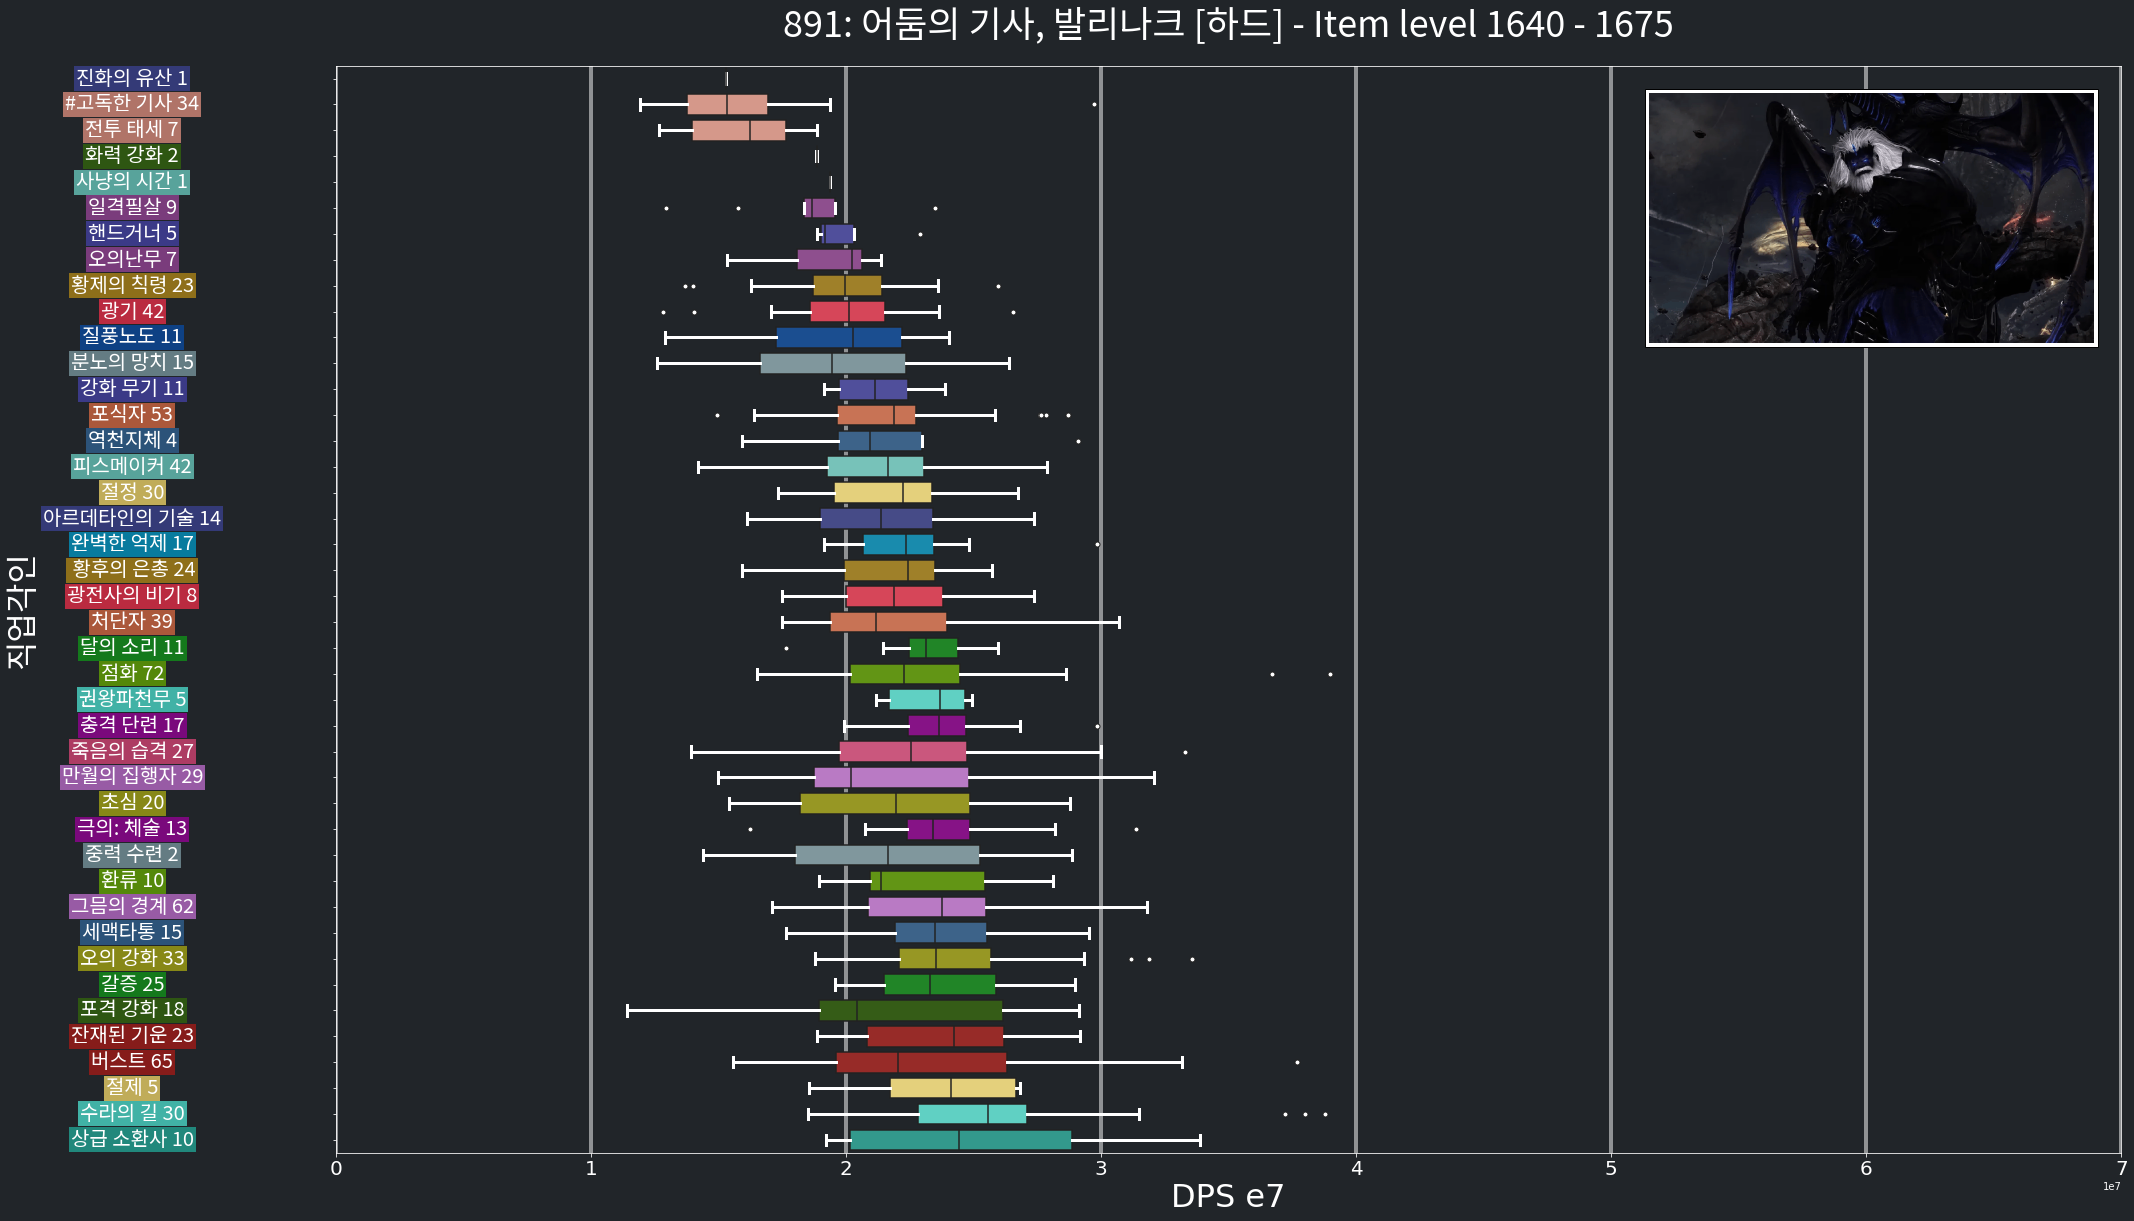 891: 어둠의 기사, 발리나크 [하드] - Item level 1640 - 1675
진화의 유산 1
#고독한 기사 34
전투 태세 7
화력 강화 2
사냥의 시간 1
일격필살 9
핸드거너 5
오의난무 7
황제의 칙령 23
광기 42
질풍노도 11
분노의 망치 15
강화 무기 11
포식자 53
역천지체 4
피스메이커 42
절정 30
아르데타인의 기술 14
완벽한 억제 17
황후의 은총 24
광전사의 비기 8
처단자 39
달의 소리 11
점화 72
권왕파천무 5
충격 단련 17
죽음의 습격 27
만월의 집행자 29
초심 20
극의: 체술 13
중력 수련 2
환류 10
그믐의 경계 62
세맥타통 15
오의 강화 33
갈증 25
포격 강화 18
잔재된 기운 23
버스트 65
절제 5
수라의 길 30
상급 소환사 10
직업각인
0 1 2 3 4 5 6 7
1e7
DPS e7